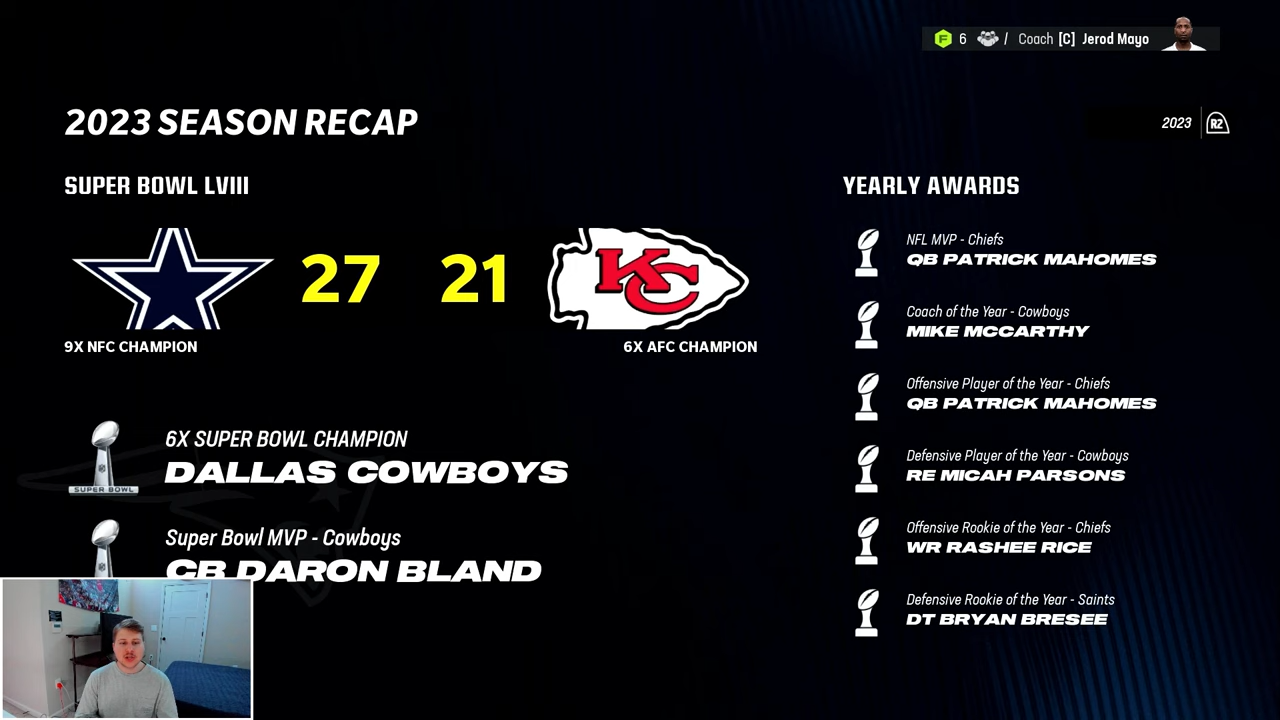 6 / Coach [C] Jerod Mayo
2023 SEASON RECAP
2023 R2
SUPER BOWL LVIII
27 21
KC
9X NFC CHAMPION
6X AFC CHAMPION
SUPER BOWL
6X SUPER BOWL CHAMPION
DALLAS COWBOYS
Super Bowl MVP - Cowboys
CB DARON BLAND
YEARLY AWARDS
NFL MVP - Chiefs
QB PATRICK MAHOMES
Coach of the Year - Cowboys
MIKE MCCARTHY
Offensive Player of the Year - Chiefs
QB PATRICK MAHOMES
Defensive Player of the Year - Cowboys
RE MICAH PARSONS
Offensive Rookie of the Year - Chiefs
WR RASHEE RICE
Defensive Rookie of the Year - Saints
DT BRYAN BRESEE